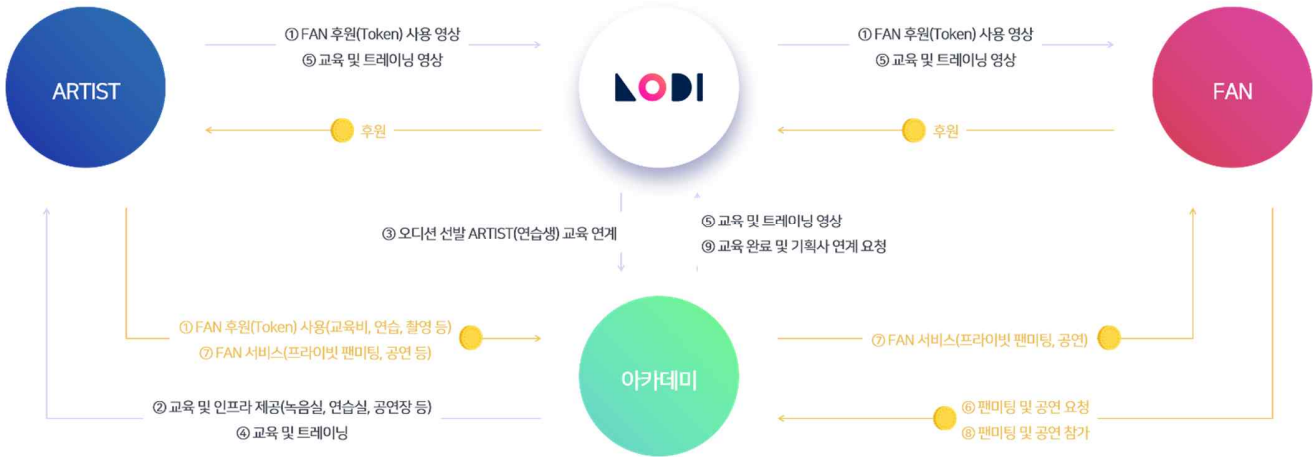 ① FAN 후원(Token) 사용 영상
⑤ 교육 및 트레이닝 영상
① FAN 후원(Token) 사용 영상
⑤ 교육 및 트레이닝 영상
ARTIST
LODI
FAN
후원
후원
③ 오디션 선발 ARTIST(연습생) 교육 연계
⑤ 교육 및 트레이닝 영상
⑨ 교육 완료 및 기획사 연계 요청
① FAN 후원(Token) 사용(교육비, 연습, 촬영 등)
⑦ FAN 서비스(프라이빗 팬미팅, 공연 등)
⑦ FAN 서비스(프라이빗 팬미팅, 공연)
아카데미
② 교육 및 인프라 제공(녹음실, 연습실, 공연장 등)
④ 교육 및 트레이닝
⑥ 팬미팅 및 공연 요청
⑧ 팬미팅 및 공연 참가